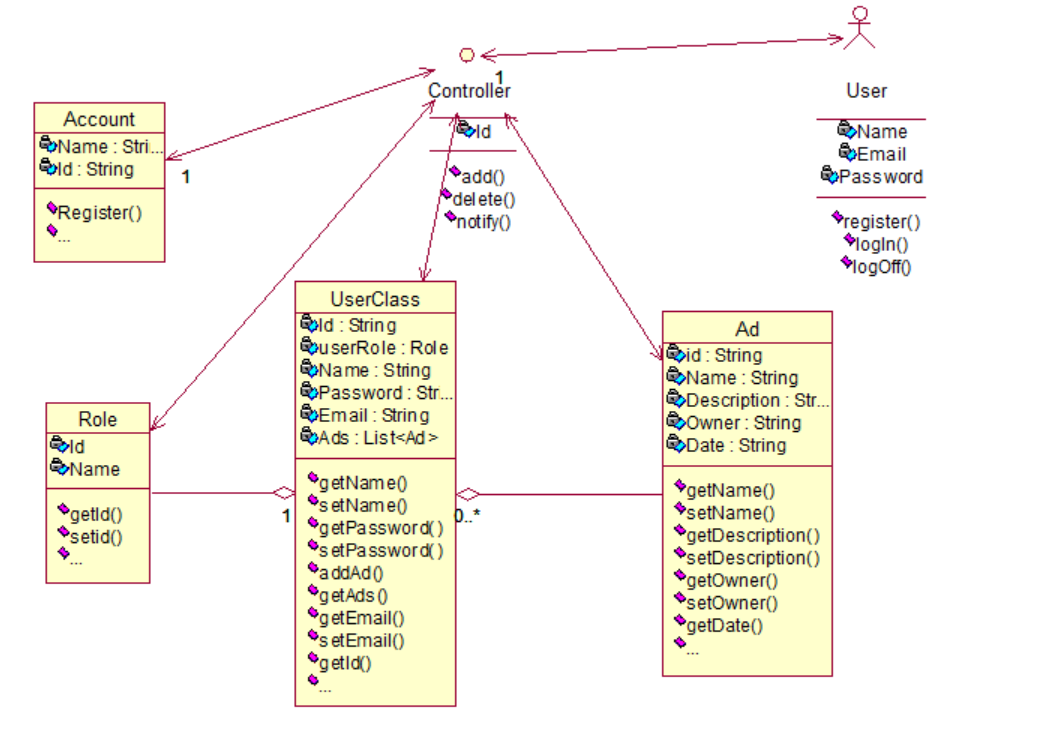 1
Controller
Id
add()
delete()
notify()
User
Name
Email
Password
register()
logIn()
logOff()
Account
Name : Stri...
Id : String
Register()
...
1
UserClass
Id : String
userRole : Role
Name : String
Password : Str...
Email : String
Ads : List<Ad>
getName()
setName()
getPassword()
setPassword()
addAd()
getAds()
getEmail()
setEmail()
getId()
...
Ad
id : String
Name : String
Description : Str...
Owner : String
Date : String
getName()
setName()
getDescription()
setDescription()
getOwner()
setOwner()
getDate()
...
Role
Id
Name
getId()
setid()
...
1
0..*